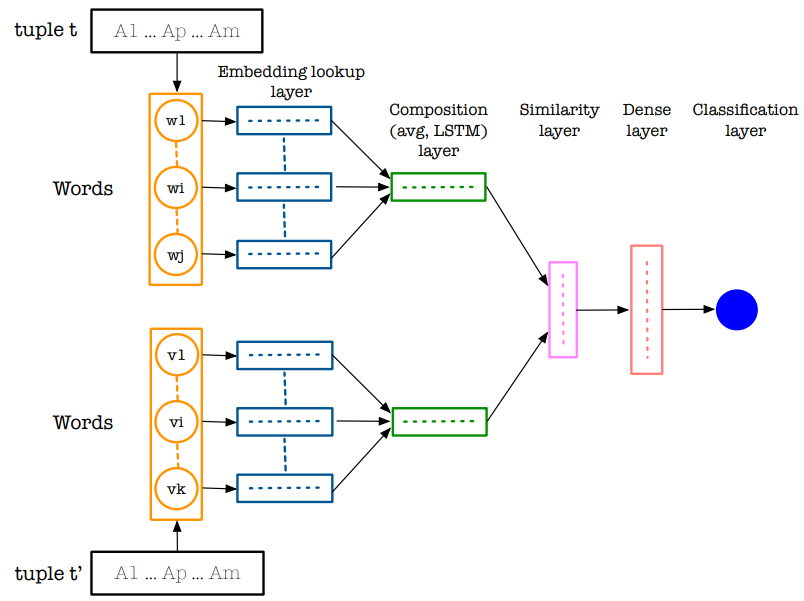 tuple t
A1 ... Ap ... Am
Embedding lookup
layer
Composition
(avg, LSTM)
layer
Similarity
layer
Dense
layer
Classification
layer
Words
w1
wi
wj
Words
v1
vi
vk
tuple t’
A1 ... Ap ... Am